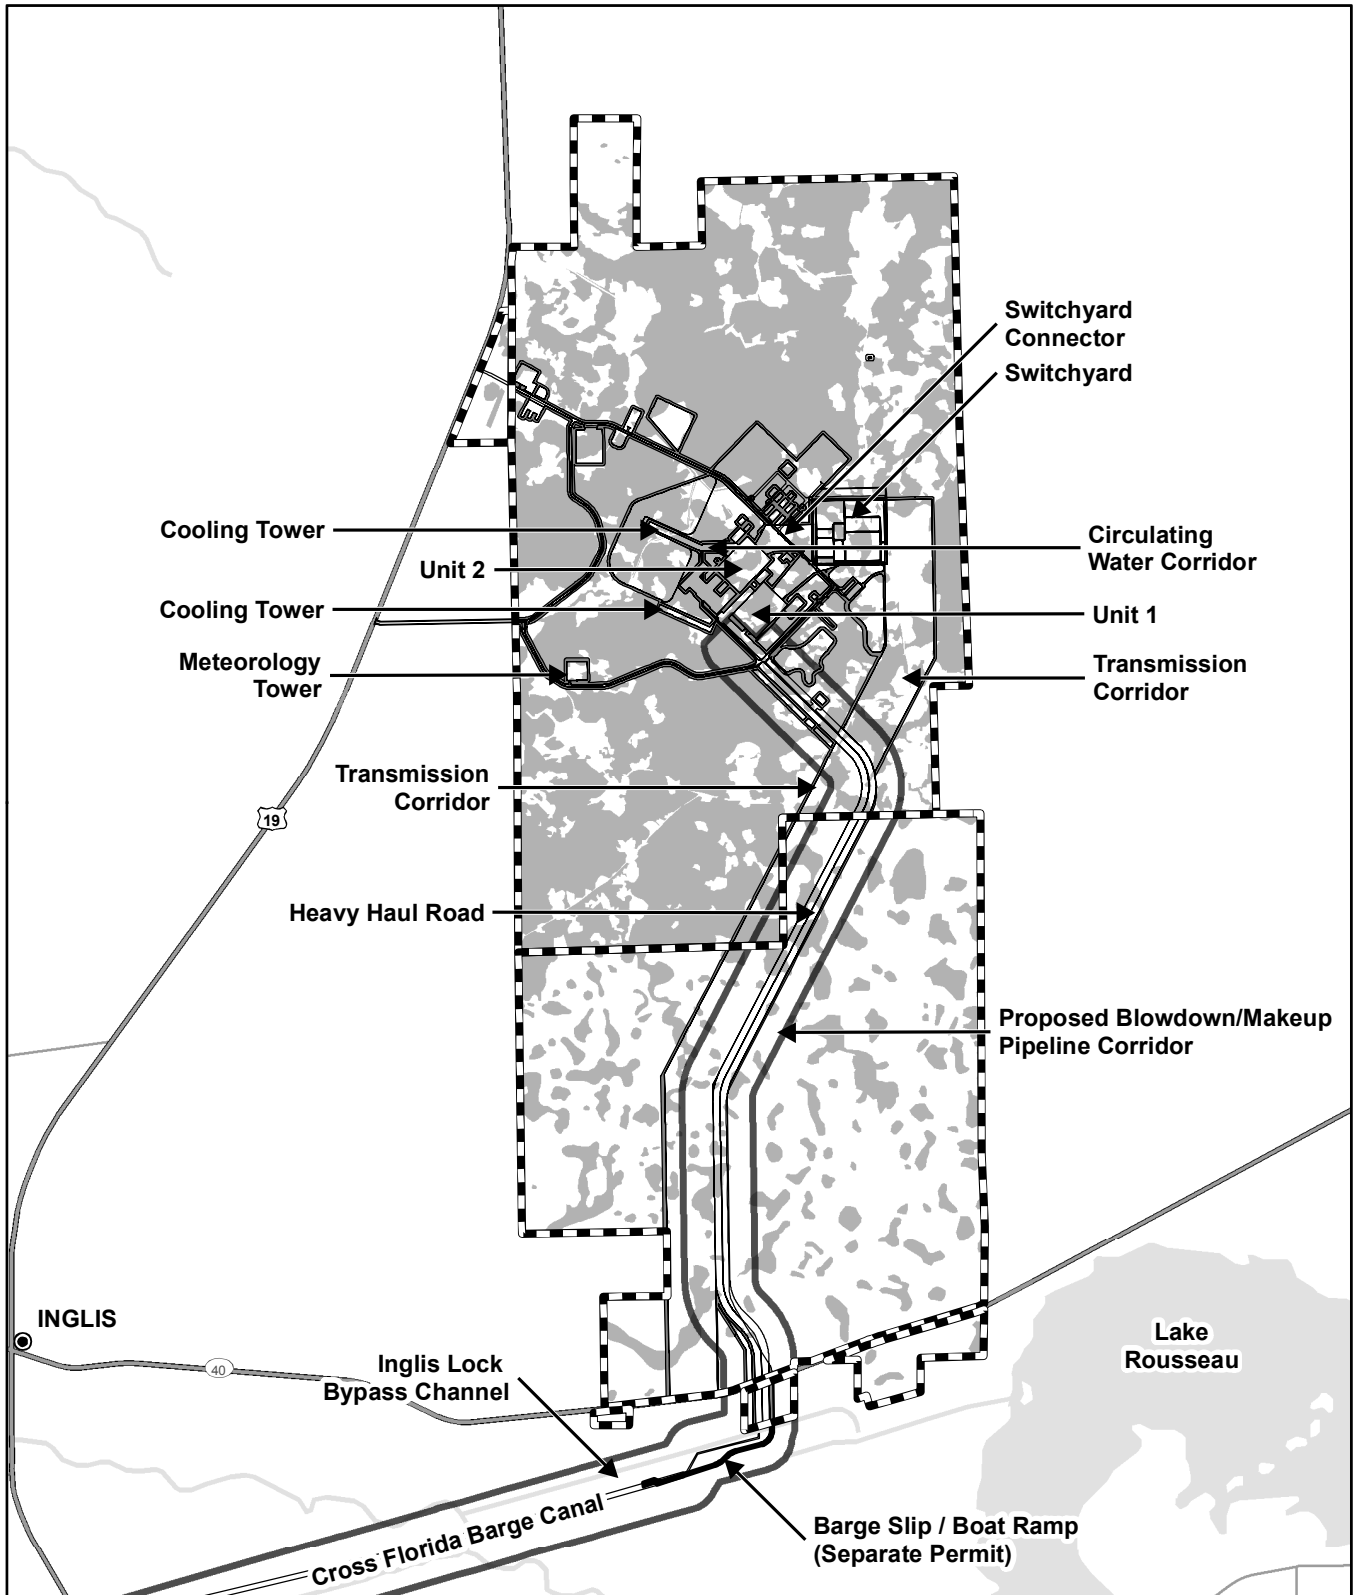 Switchyard
Connector
Switchyard
Cooling Tower
Circulating
Water Corridor
Unit 2
Cooling Tower
Unit 1
Meteorology
Tower
Transmission
Corridor
Transmission
Corridor
19
Heavy Haul Road
Proposed Blowdown/Makeup
Pipeline Corridor
INGLIS
Lake
Rousseau
40
Inglis Lock
Bypass Channel
Cross Florida Barge Canal
Barge Slip / Boat Ramp
(Separate Permit)